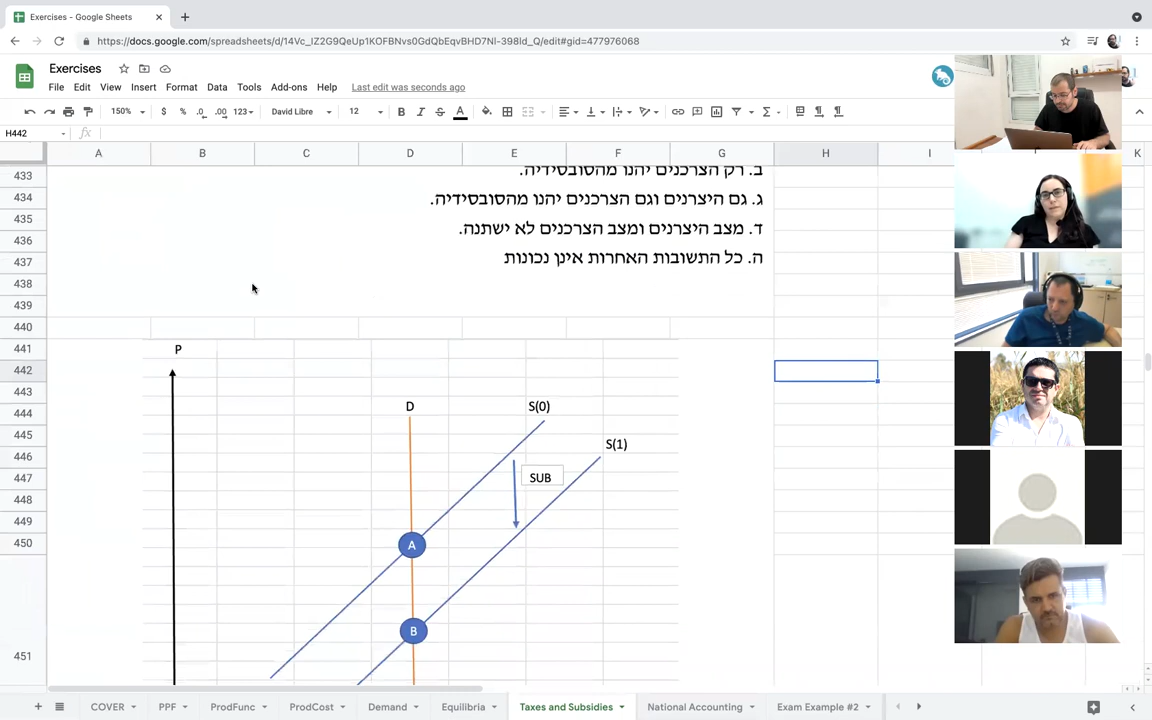 Exercises - Google Sheets
https://docs.google.com/spreadsheets/d/14Vc_IZ2G9QeUp1KOFBNvs0GdQbEqvBHD7Nl-398ld_Q/edit#gid=477976068
Exercises
File Edit View Insert Format Data Tools Add-ons Help Last edit was seconds ago
150% $ % .0 .00 123 David Libre 12 B I S A
H442 fx
A B C D E F G H I K
433 ב. רק הצרכנים יהנו מהסובסידיה.
434 ג. גם היצרנים וגם הצרכנים יהנו מהסובסידיה.
435
436 ד. מצב היצרנים ומצב הצרכנים לא ישתנה.
437 ה. כל התשובות האחרות אינן נכונות
438
439
440
441 P
442
443
444 D S(0)
445 S(1)
446
447 SUB
448
449
450 A
B
451
COVER PPF ProdFunc ProdCost Demand Equilibria Taxes and Subsidies National Accounting Exam Example #2